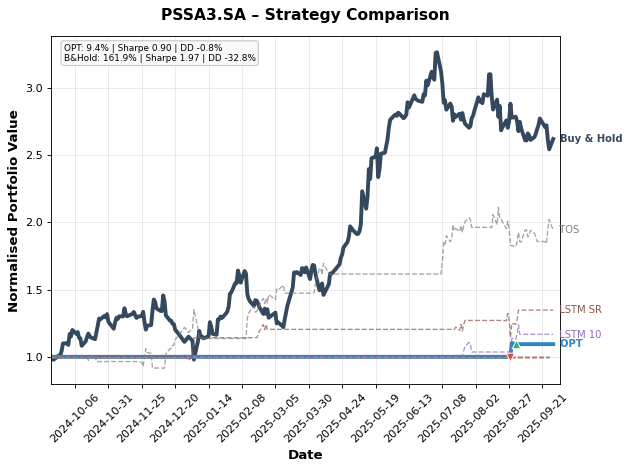 PSSA3.SA – Strategy Comparison
OPT: 9.4% | Sharpe 0.90 | DD -0.8%
B&Hold: 161.9% | Sharpe 1.97 | DD -32.8%
Normalised Portfolio Value
3.0
2.5
2.0
1.5
1.0
Buy & Hold
TOS
LSTM SR
LSTM 10
OPT
2024-10-06
2024-10-31
2024-11-25
2024-12-20
2025-01-14
2025-02-08
2025-03-05
2025-03-30
2025-04-24
2025-05-19
2025-06-13
2025-07-08
2025-08-02
2025-08-27
2025-09-21
Date